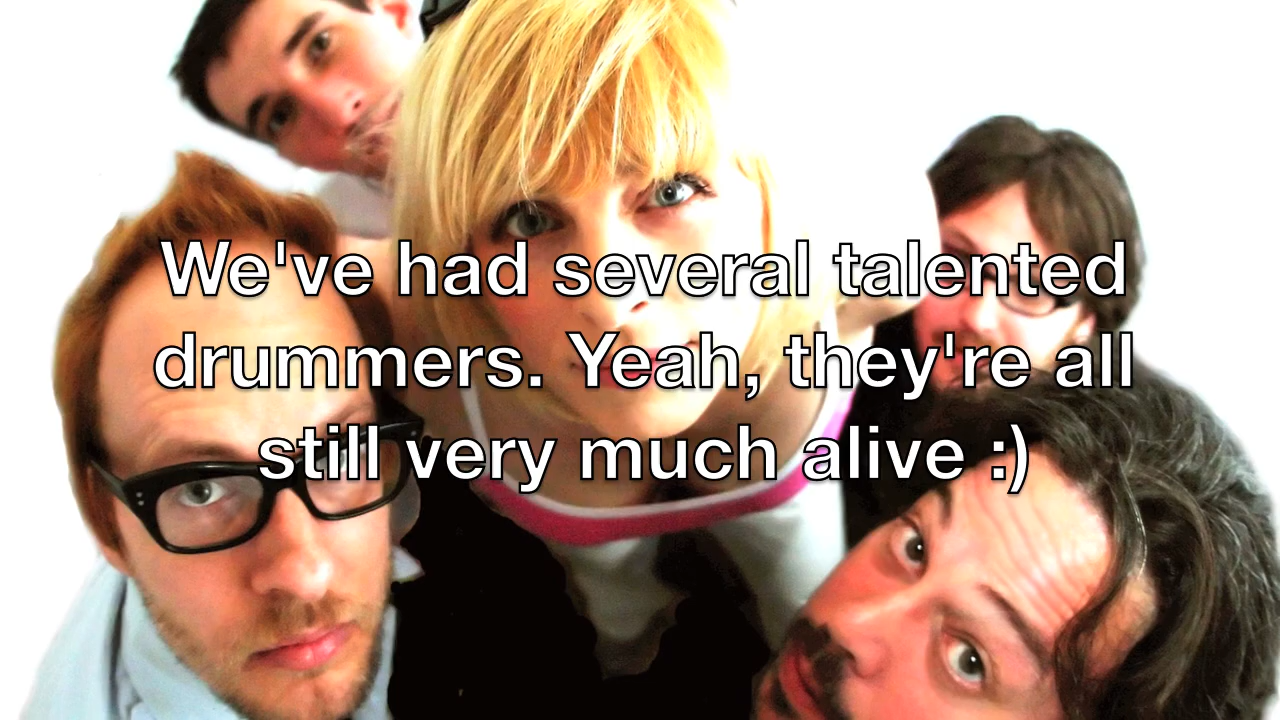 We've had several talented
drummers. Yeah, they're all
still very much alive :)